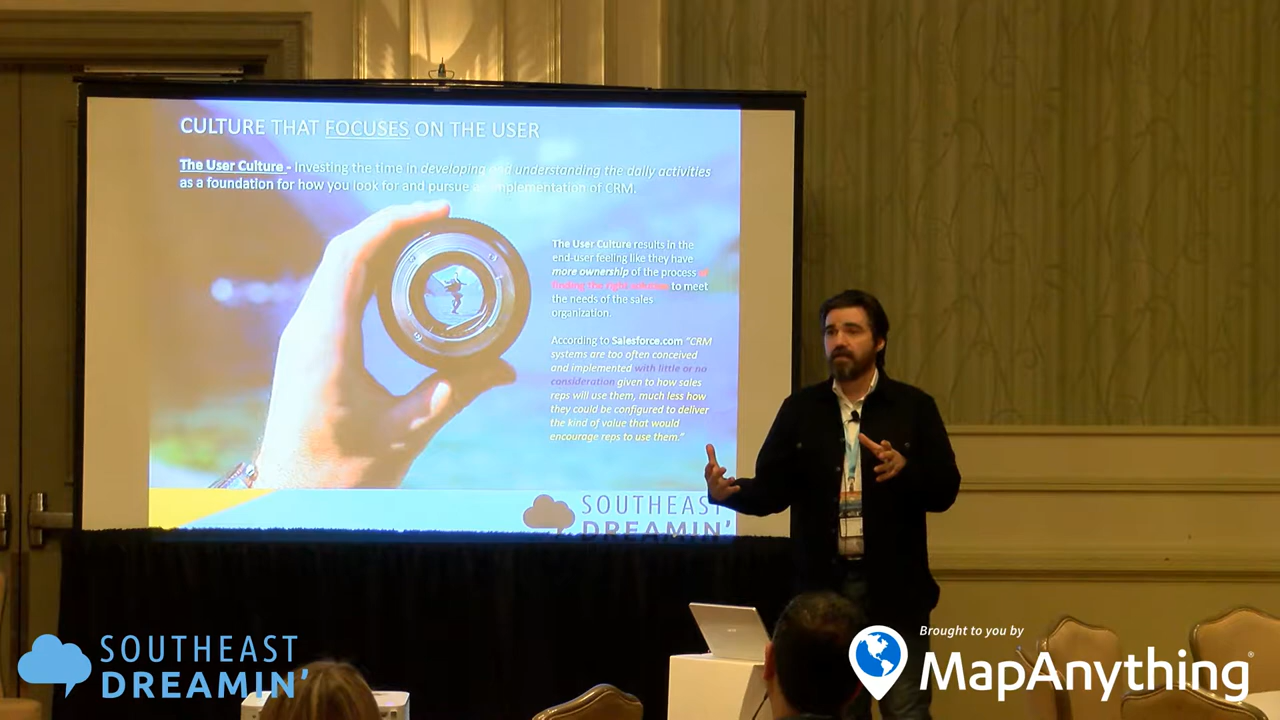 CULTURE THAT FOCUSES ON THE USER
The User Culture - Investing the time in developing and understanding the daily activities
as a foundation for how you look for and pursue implementation of CRM.
The User Culture results in the
end-user feeling like they have
more ownership of the process of
finding the right solution to meet
the needs of the sales
organization.
According to Salesforce.com "CRM
systems are too often conceived
and implemented with little or no
consideration given to how sales
reps will use them, much less how
they could be configured to deliver
the kind of value that would
encourage reps to use them."
SOUTHEAST
DREAMIN'
SOUTHEAST
DREAMIN'
Brought to you by
MapAnything®